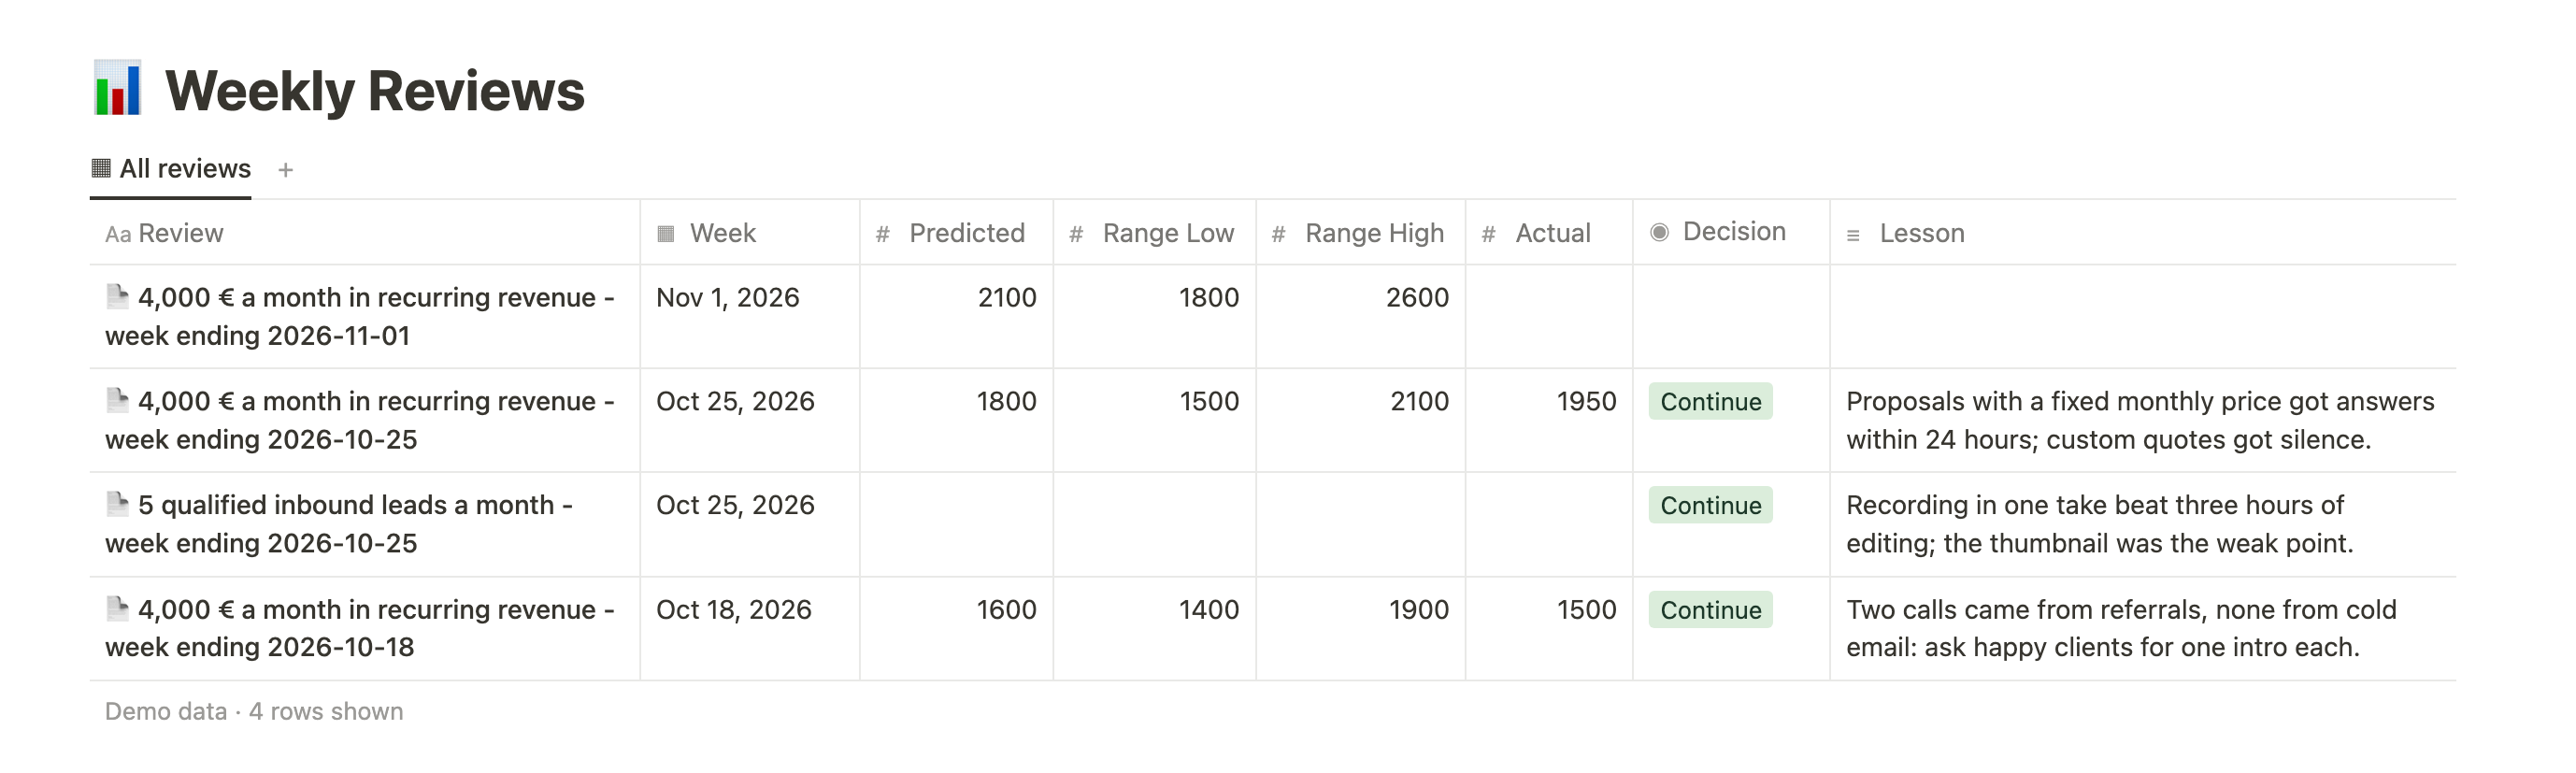 Weekly Reviews
All reviews +
Aa Review Week # Predicted # Range Low # Range High # Actual Decision Lesson
4,000 € a month in recurring revenue - Nov 1, 2026 2100 1800 2600
week ending 2026-11-01
4,000 € a month in recurring revenue - Oct 25, 2026 1800 1500 2100 1950 Continue Proposals with a fixed monthly price got answers
week ending 2026-10-25 within 24 hours; custom quotes got silence.
5 qualified inbound leads a month - Oct 25, 2026 Continue Recording in one take beat three hours of
week ending 2026-10-25 editing; the thumbnail was the weak point.
4,000 € a month in recurring revenue - Oct 18, 2026 1600 1400 1900 1500 Continue Two calls came from referrals, none from cold
week ending 2026-10-18 email: ask happy clients for one intro each.
Demo data · 4 rows shown